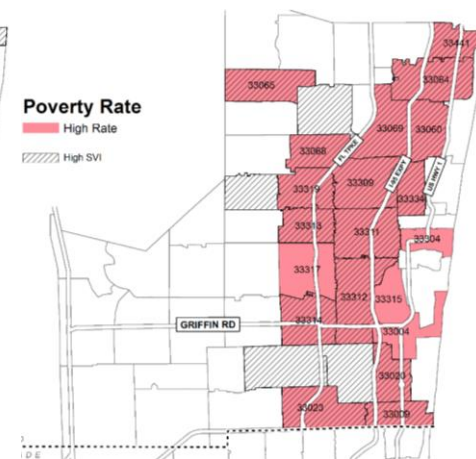 Poverty Rate
High Rate
High SVI
33441
33065
33064
33069
33060
33068
FL TPKE
I-95 EXPY
US HWY 1
33319
33309
33334
33313
33311
33304
33317
33312
33315
33314
GRIFFIN RD
33004
33020
33023
33009